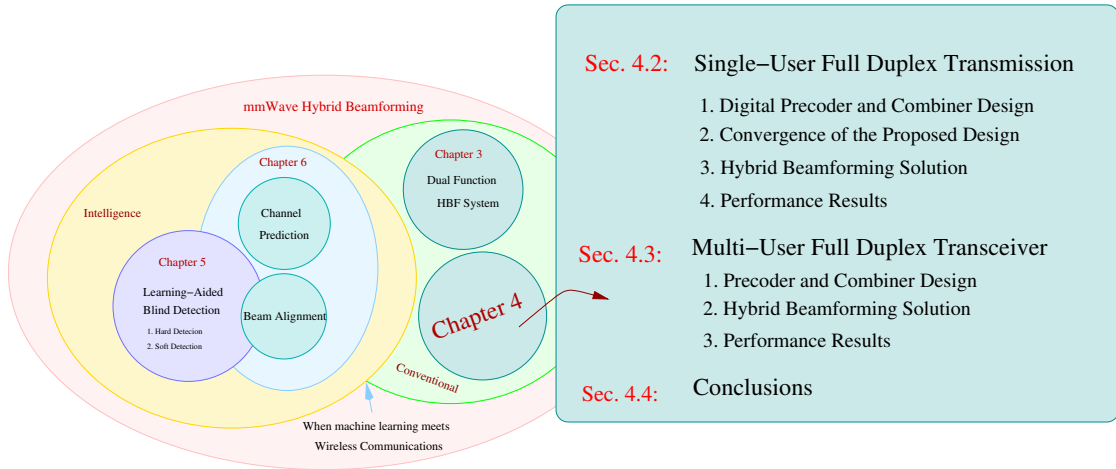 mmWave Hybrid Beamforming
Chapter 6
Channel
Prediction
Intelligence
Chapter 5
Learning−Aided
Blind Detection
1. Hard Detecion
2. Soft Detection
Beam Alignment
Chapter 3
Dual Function
HBF System
Chapter 4
Conventional
When machine learning meets
Wireless Communications
Sec. 4.2: Single−User Full Duplex Transmission
1. Digital Precoder and Combiner Design
2. Convergence of the Proposed Design
3. Hybrid Beamforming Solution
4. Performance Results
Sec. 4.3: Multi−User Full Duplex Transceiver
1. Precoder and Combiner Design
2. Hybrid Beamforming Solution
3. Performance Results
Sec. 4.4: Conclusions